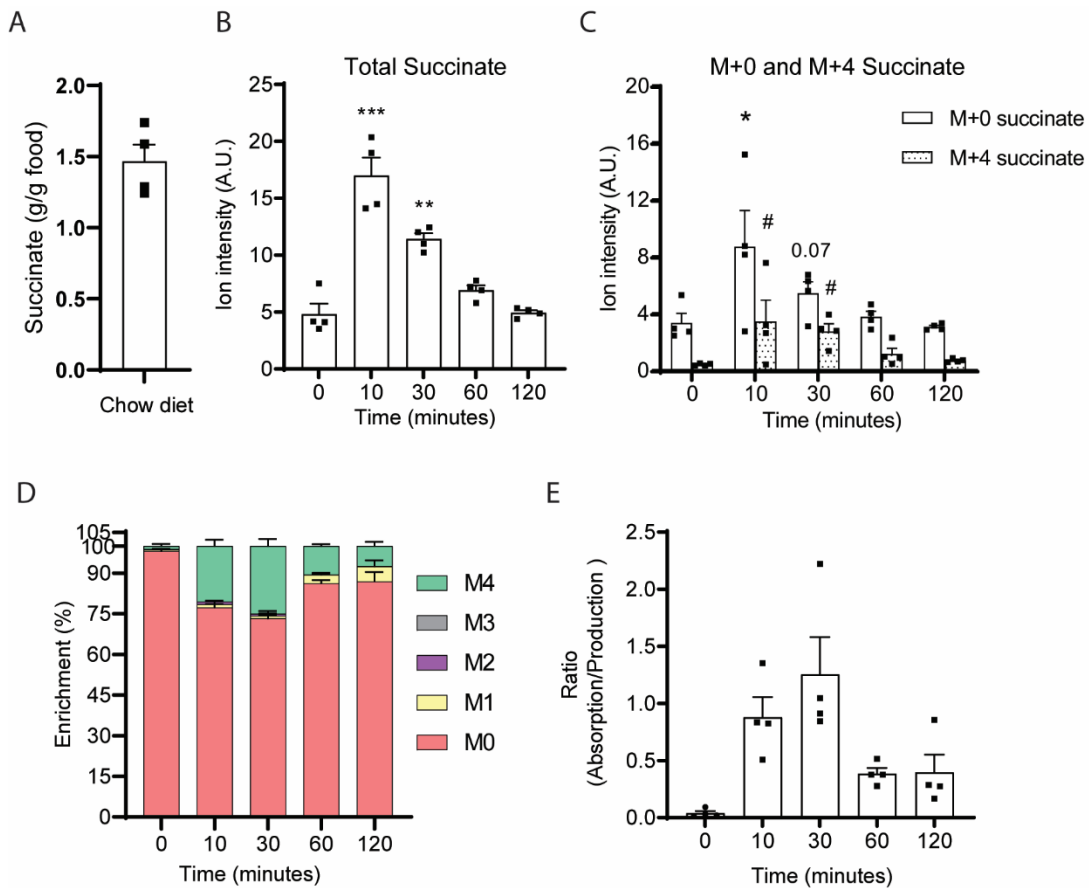 A
Succinate (g/g food)
2.0
1.5
1.0
0.5
0.0
Chow diet
B
Total Succinate
Ion intensity (A.U.)
25
20
15
10
5
0
***
**
0 10 30 60 120
Time (minutes)
C
M+0 and M+4 Succinate
Ion intensity (A.U.)
20
16
12
8
4
0
*
#
0.07
#
M+0 succinate
M+4 succinate
0 10 30 60 120
Time (minutes)
D
Enrichment (%)
105
100
90
75
60
45
30
15
0
M4
M3
M2
M1
M0
0 10 30 60 120
Time (minutes)
E
Ratio
(Absorption/Production )
2.5
2.0
1.5
1.0
0.5
0.0
0 10 30 60 120
Time (minutes)